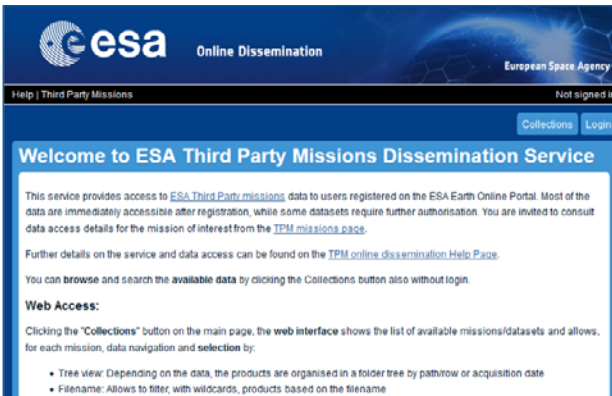 esa
Online Dissemination
European Space Agency
Help | Third Party Missions
Not signed in
Collections
Login
Welcome to ESA Third Party Missions Dissemination Service
This service provides access to ESA Third Party missions data to users registered on the ESA Earth Online Portal. Most of the
data are immediately accessible after registration, while some datasets require further authorisation. You are invited to consult
data access details for the mission of interest from the TPM missions page.
Further details on the service and data access can be found on the TPM online dissemination Help Page.
You can browse and search the available data by clicking the Collections button also without login.
Web Access:
Clicking the "Collections" button on the main page, the web interface shows the list of available missions/datasets and allows,
for each mission, data navigation and selection by:
• Tree view: Depending on the data, the products are organised in a folder tree by path/row or acquisition date
• Filename: Allows to filter, with wildcards, products based on the filename